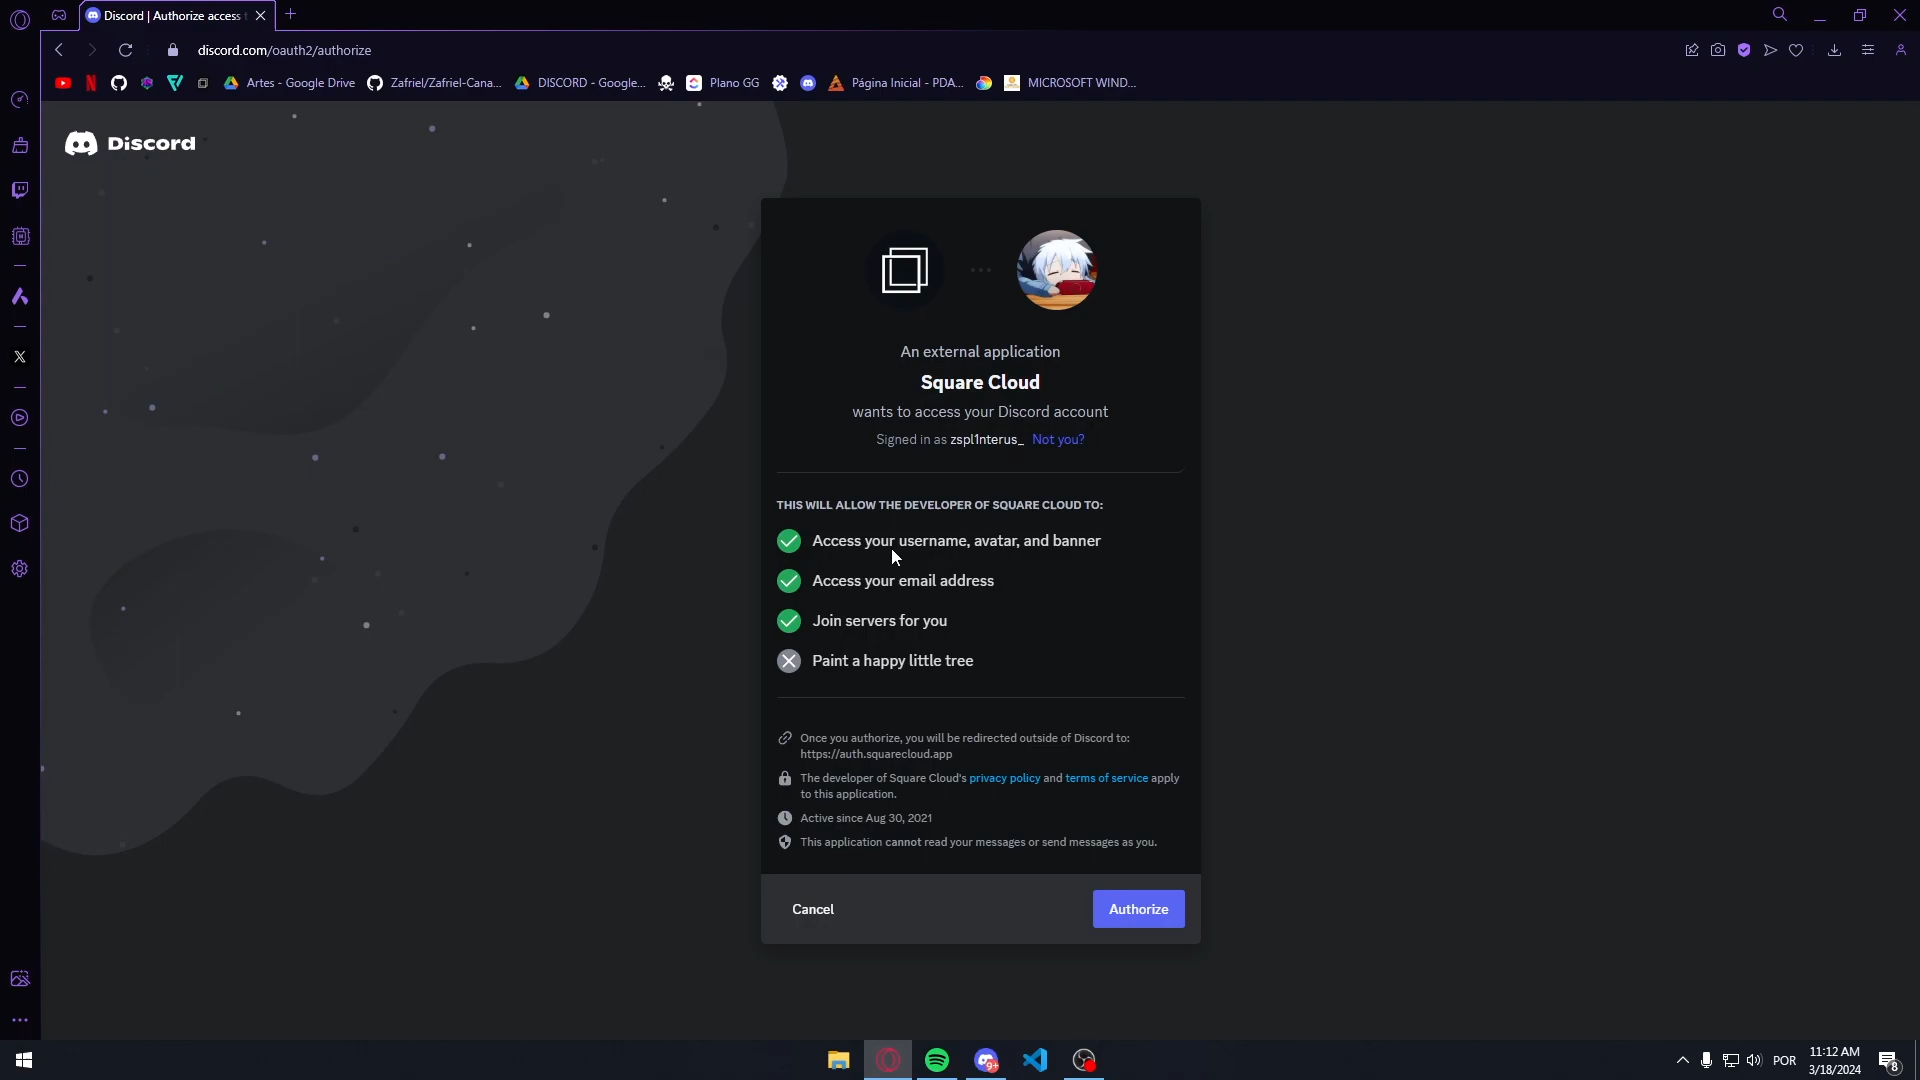 Discord | Authorize access t
discord.com/oauth2/authorize
Artes - Google Drive
Zafriel/Zafriel-Cana...
DISCORD - Google...
Plano GG
Página Inicial - PDA...
MICROSOFT WIND...
Discord
An external application
Square Cloud
wants to access your Discord account
Signed in as zspl1nterus_ Not you?
THIS WILL ALLOW THE DEVELOPER OF SQUARE CLOUD TO:
Access your username, avatar, and banner
Access your email address
Join servers for you
Paint a happy little tree
Once you authorize, you will be redirected outside of Discord to:
https://auth.squarecloud.app
The developer of Square Cloud's privacy policy and terms of service apply
to this application.
Active since Aug 30, 2021
This application cannot read your messages or send messages as you.
Cancel
Authorize
9+
POR
11:12 AM
3/18/2024
8